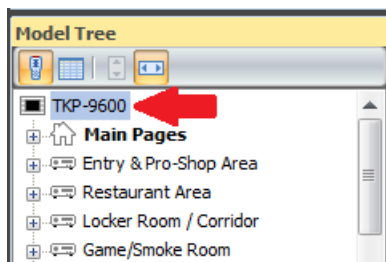 Model Tree
TKP-9600
Main Pages
Entry & Pro-Shop Area
Restaurant Area
Locker Room / Corridor
Game/Smoke Room